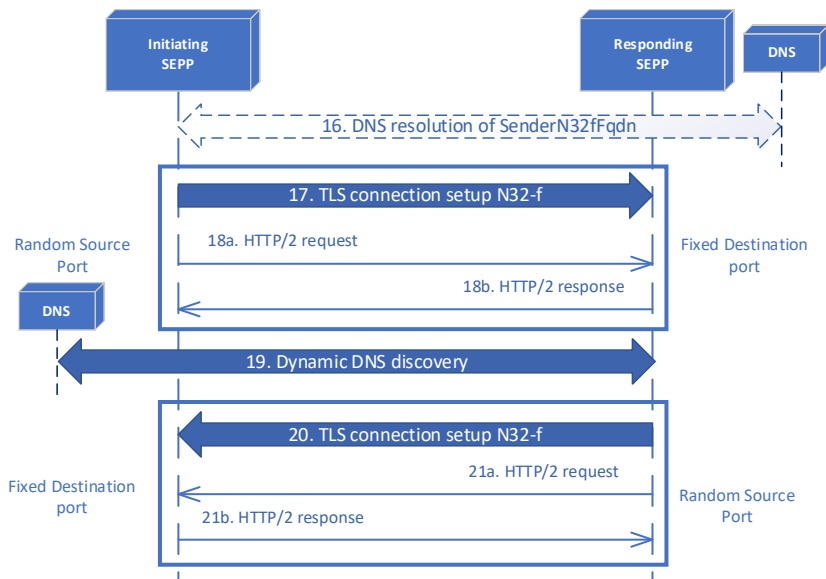 Initiating
SEPP
Responding
SEPP
DNS
16. DNS resolution of SenderN32fFqdn
17. TLS connection setup N32-f
Random Source
Port
18a. HTTP/2 request
Fixed Destination
port
18b. HTTP/2 response
DNS
19. Dynamic DNS discovery
20. TLS connection setup N32-f
Fixed Destination
port
21a. HTTP/2 request
Random Source
Port
21b. HTTP/2 response